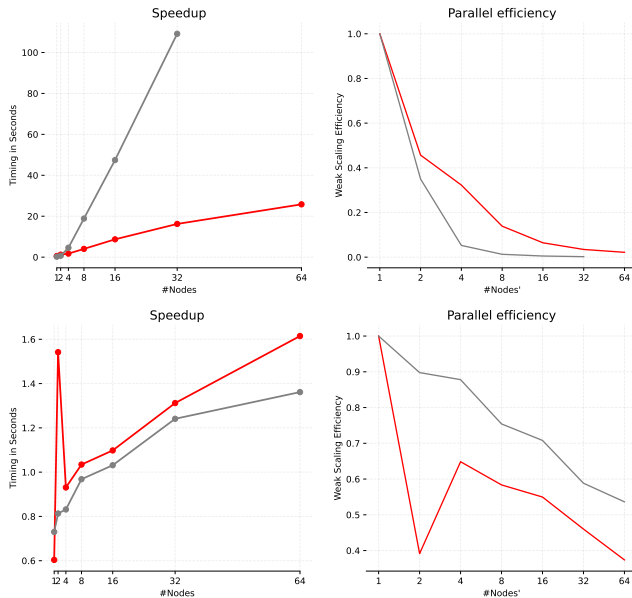 Speedup
Timing in Seconds
100
80
60
40
20
0
1 2 4 8 16 32 64
#Nodes
Parallel efficiency
Weak Scaling Efficiency
1.0
0.8
0.6
0.4
0.2
0.0
1 2 4 8 16 32 64
#Nodes'
Speedup
Timing in Seconds
1.6
1.4
1.2
1.0
0.8
0.6
1 2 4 8 16 32 64
#Nodes
Parallel efficiency
Weak Scaling Efficiency
1.0
0.9
0.8
0.7
0.6
0.5
0.4
1 2 4 8 16 32 64
#Nodes'